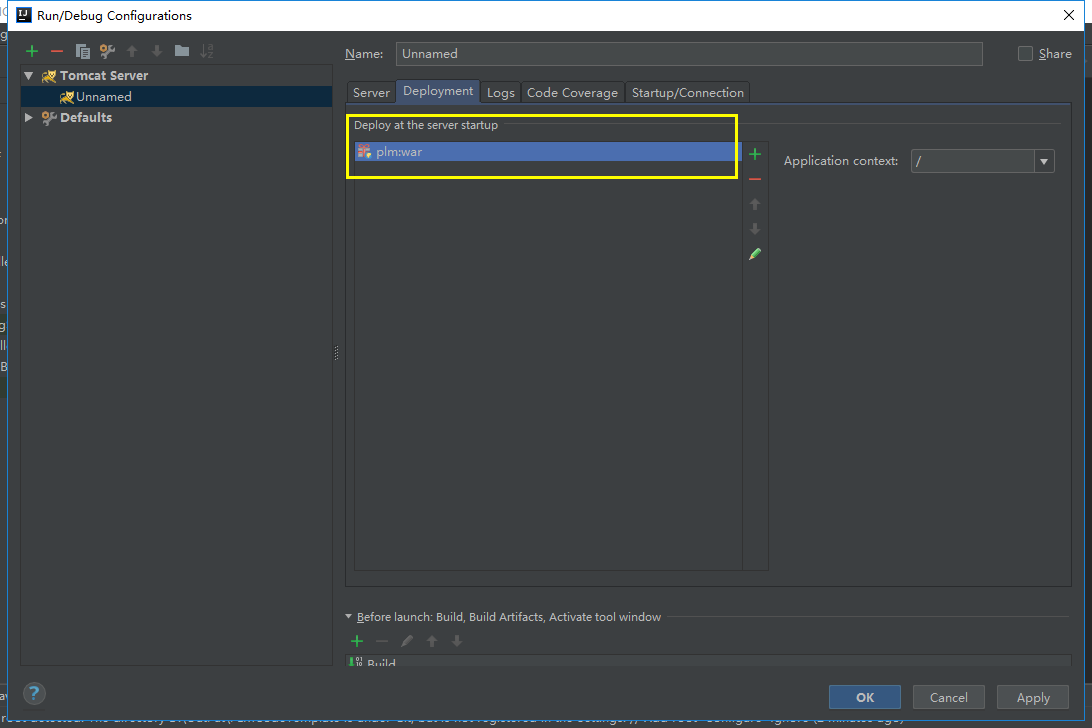 Run/Debug Configurations
Name:
Unnamed
Share
Tomcat Server
Unnamed
Defaults
Server
Deployment
Logs
Code Coverage
Startup/Connection
Deploy at the server startup
plm:war
Application context:
/
Before launch: Build, Build Artifacts, Activate tool window
Build
?
OK
Cancel
Apply